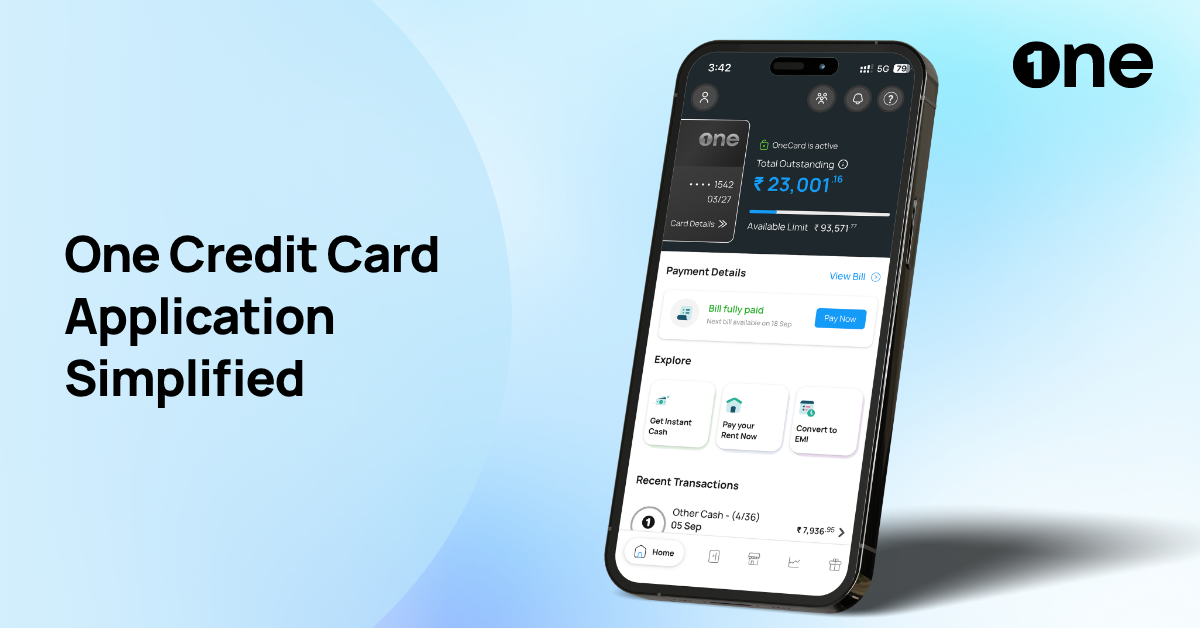 One Credit Card
Application
Simplified
one
3:42
5G 79
one
•••• 1542
03/27
Card Details
OneCard is active
Total Outstanding
₹ 23,001.16
Available Limit ₹ 93,571.77
Payment Details
View Bill
Bill fully paid
Next bill available on 18 Sep
Pay Now
Explore
Get Instant
Cash
Pay your
Rent Now
Convert to
EMI
Recent Transactions
Other Cash - (4/36)
05 Sep
₹ 7,936.95
1
Home